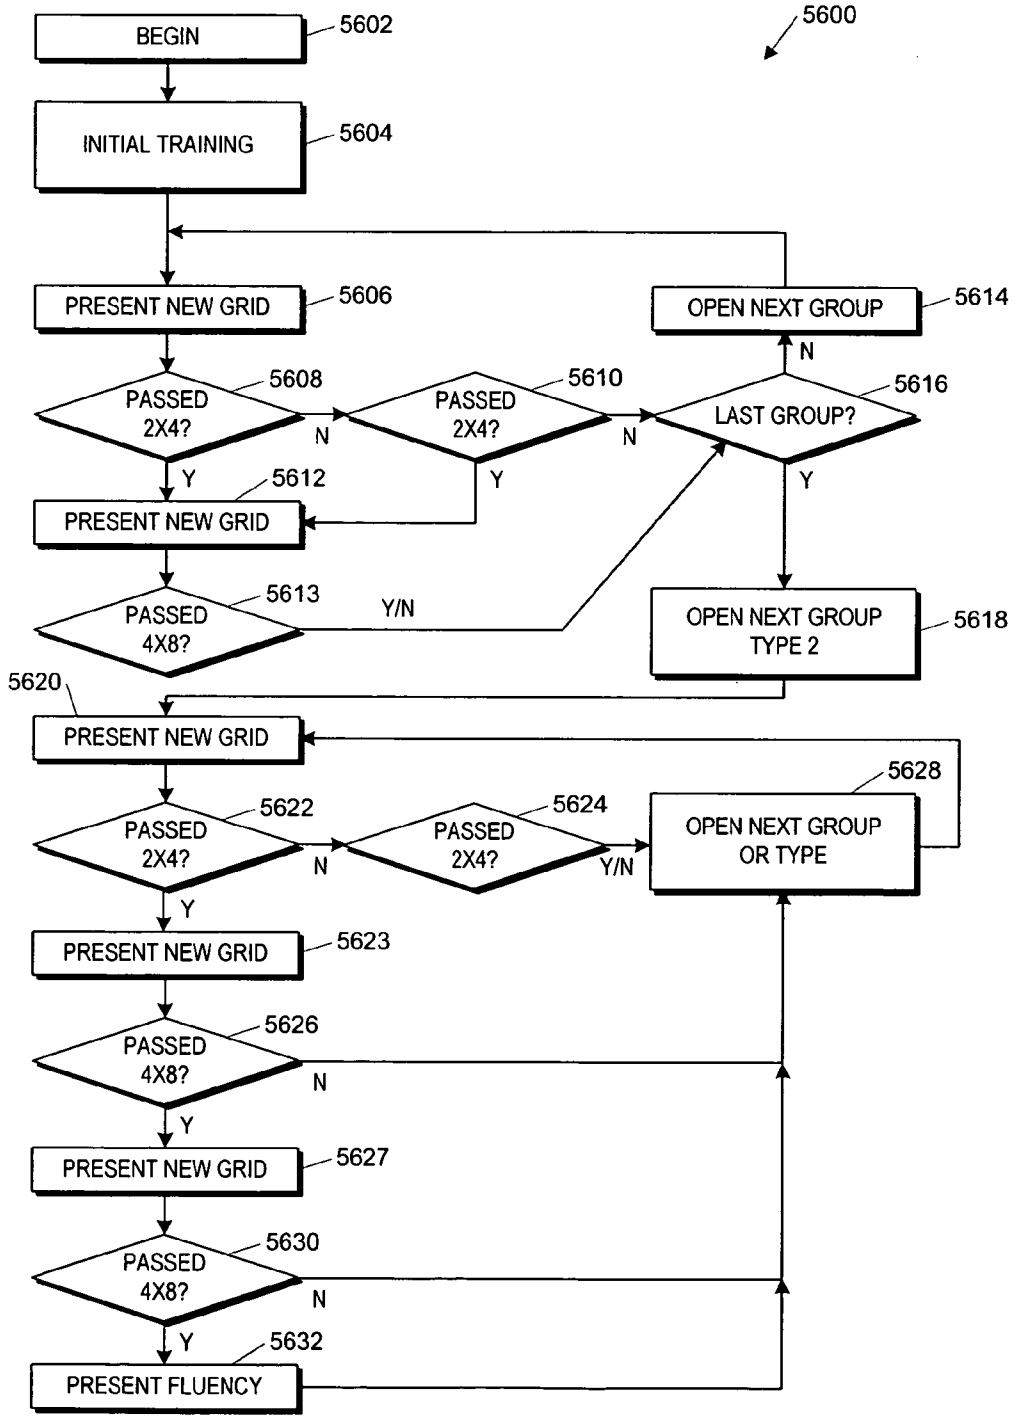 BEGIN
5602
5600
INITIAL TRAINING
5604
PRESENT NEW GRID
5606
OPEN NEXT GROUP
5614
N
PASSED
2X4?
5608
N
Y
PASSED
2X4?
5610
N
Y
LAST GROUP?
5616
Y
5612
PRESENT NEW GRID
PASSED
4X8?
5613
Y/N
OPEN NEXT GROUP
TYPE 2
5618
5620
PRESENT NEW GRID
PASSED
2X4?
5622
N
Y
PASSED
2X4?
5624
Y/N
OPEN NEXT GROUP
OR TYPE
5628
PRESENT NEW GRID
5623
PASSED
4X8?
5626
N
Y
PRESENT NEW GRID
5627
PASSED
4X8?
5630
N
Y
5632
PRESENT FLUENCY